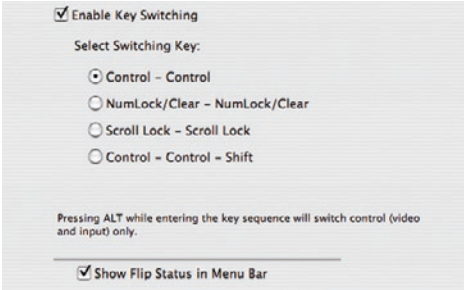 Enable Key Switching
Select Switching Key:
Control – Control
NumLock/Clear – NumLock/Clear
Scroll Lock – Scroll Lock
Control – Control – Shift
Pressing ALT while entering the key sequence will switch control (video
and input) only.
Show Flip Status in Menu Bar